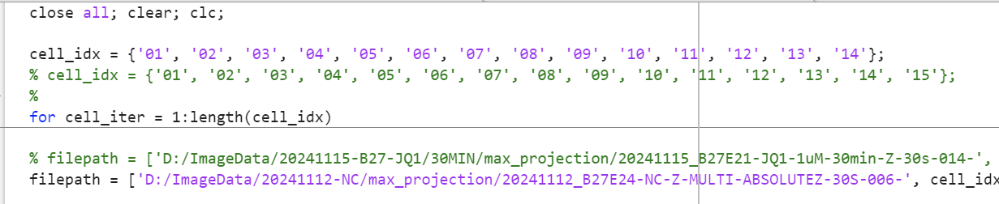 close all; clear; clc;
cell_idx = {'01', '02', '03', '04', '05', '06', '07', '08', '09', '10', '11', '12', '13', '14'};
% cell_idx = {'01', '02', '03', '04', '05', '06', '07', '08', '09', '10', '11', '12', '13', '14', '15'};
%
for cell_iter = 1:length(cell_idx)
% filepath = ['D:/ImageData/20241115-B27-JQ1/30MIN/max_projection/20241115_B27E21-JQ1-1uM-30min-Z-30s-014-',
filepath = ['D:/ImageData/20241112-NC/max_projection/20241112_B27E24-NC-Z-MULTI-ABSOLUTEZ-30S-006-', cell_idx